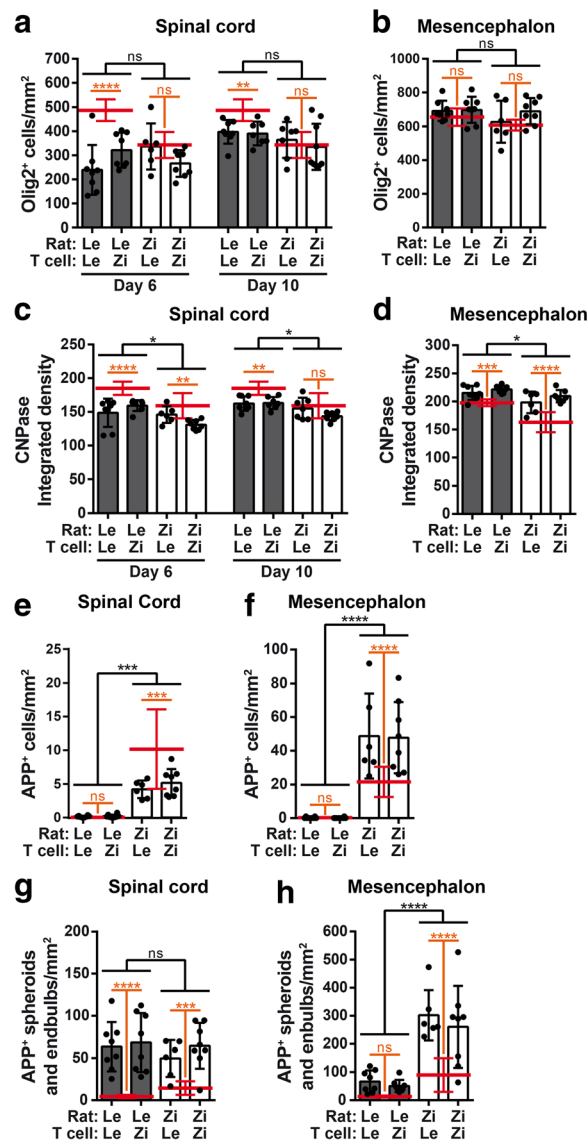 a Spinal cord
Olig2+ cells/mm²
700
600
500
400
300
200
100
0
ns
ns
**** ns ** ns
Rat: Le Le Zi Zi Le Le Zi Zi
T cell: Le Zi Le Zi Le Zi Le Zi
Day 6 Day 10
b Mesencephalon
Olig2+ cells/mm²
1000
800
600
400
200
0
ns
ns ns
Rat: Le Le Zi Zi
T cell: Le Zi Le Zi
c Spinal cord
CNPase
Integrated density
250
200
150
100
50
0
* *
**** ** ** ns
Rat: Le Le Zi Zi Le Le Zi Zi
T cell: Le Zi Le Zi Le Zi Le Zi
Day 6 Day 10
d Mesencephalon
CNPase
Integrated density
300
250
200
150
100
50
0
*
*** ****
Rat: Le Le Zi Zi
T cell: Le Zi Le Zi
e Spinal Cord
APP+ cells/mm²
25
20
15
10
5
0
***
ns ***
Rat: Le Le Zi Zi
T cell: Le Zi Le Zi
f Mesencephalon
APP+ cells/mm²
100
80
60
40
20
0
****
ns ****
Rat: Le Le Zi Zi
T cell: Le Zi Le Zi
g Spinal cord
APP+ spheroids
and endbulbs/mm²
200
150
100
50
0
ns
**** ***
Rat: Le Le Zi Zi
T cell: Le Zi Le Zi
h Mesencephalon
APP+ spheroids
and enbulbs/mm²
600
500
400
300
200
100
0
****
ns ****
Rat: Le Le Zi Zi
T cell: Le Zi Le Zi